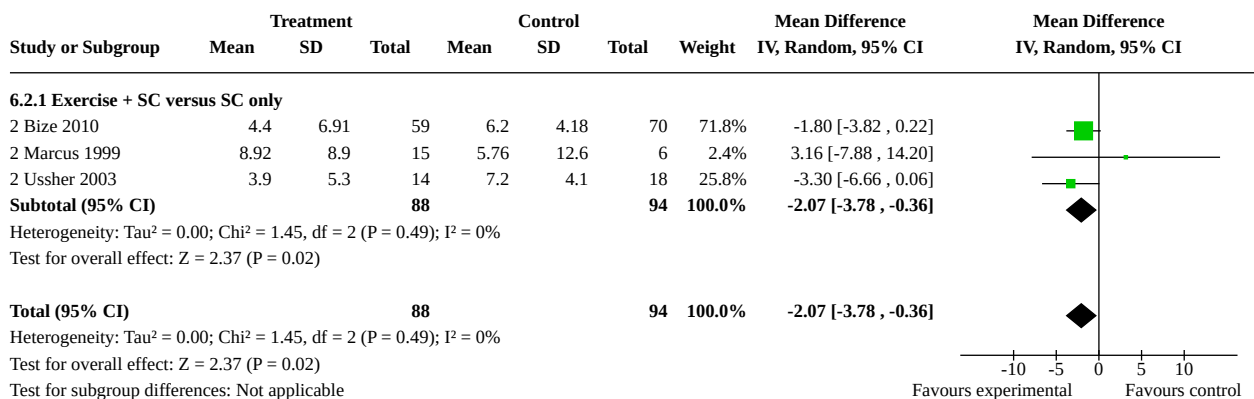 Treatment Control Mean Difference Mean Difference
Study or Subgroup Mean SD Total Mean SD Total Weight IV, Random, 95% CI IV, Random, 95% CI
6.2.1 Exercise + SC versus SC only
2 Bize 2010 4.4 6.91 59 6.2 4.18 70 71.8% -1.80 [-3.82 , 0.22]
2 Marcus 1999 8.92 8.9 15 5.76 12.6 6 2.4% 3.16 [-7.88 , 14.20]
2 Ussher 2003 3.9 5.3 14 7.2 4.1 18 25.8% -3.30 [-6.66 , 0.06]
Subtotal (95% CI) 88 94 100.0% -2.07 [-3.78 , -0.36]
Heterogeneity: Tau² = 0.00; Chi² = 1.45, df = 2 (P = 0.49); I² = 0%
Test for overall effect: Z = 2.37 (P = 0.02)
Total (95% CI) 88 94 100.0% -2.07 [-3.78 , -0.36]
Heterogeneity: Tau² = 0.00; Chi² = 1.45, df = 2 (P = 0.49); I² = 0%
Test for overall effect: Z = 2.37 (P = 0.02) -10 -5 0 5 10
Test for subgroup differences: Not applicable Favours experimental Favours control